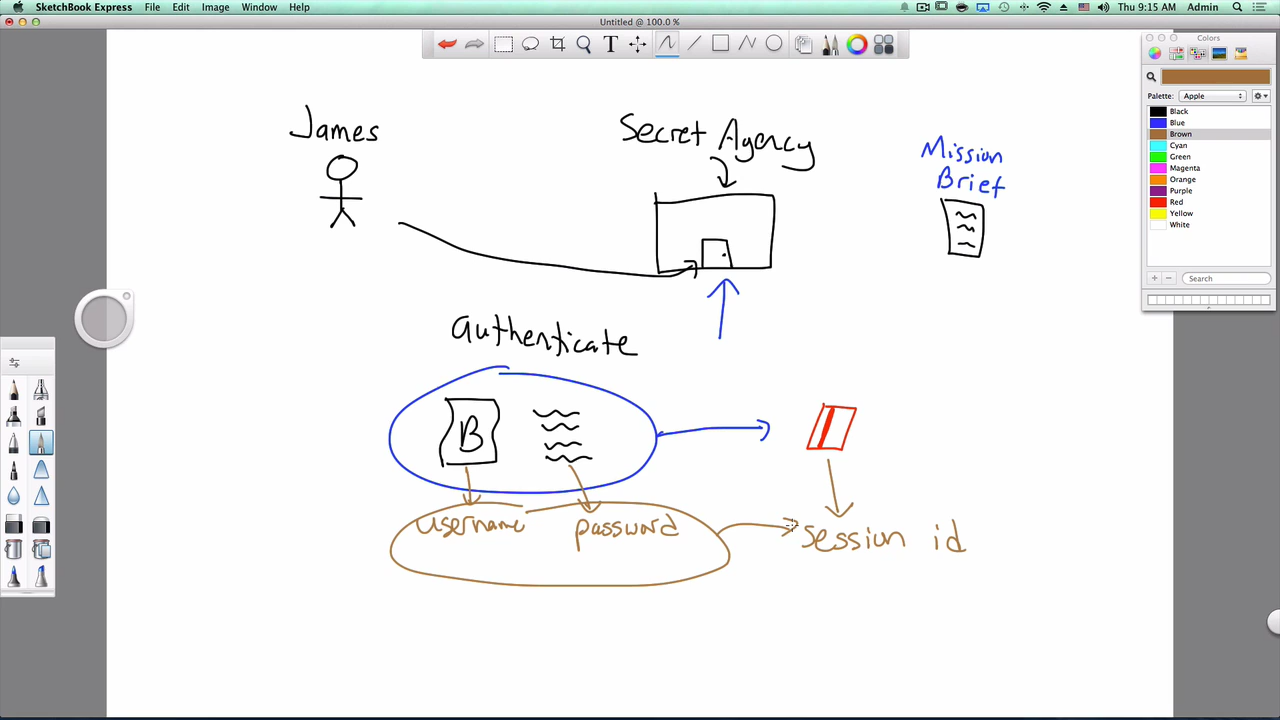 SketchBook Express File Edit Image Window Help Thu 9:15 AM Admin
Untitled @ 100.0 %
T
Colors
Palette: Apple
Black
Blue
Brown
Cyan
Green
Magenta
Orange
Purple
Red
Yellow
White
Search
James
Secret Agency
Mission
Brief
authenticate
B
username password
session id